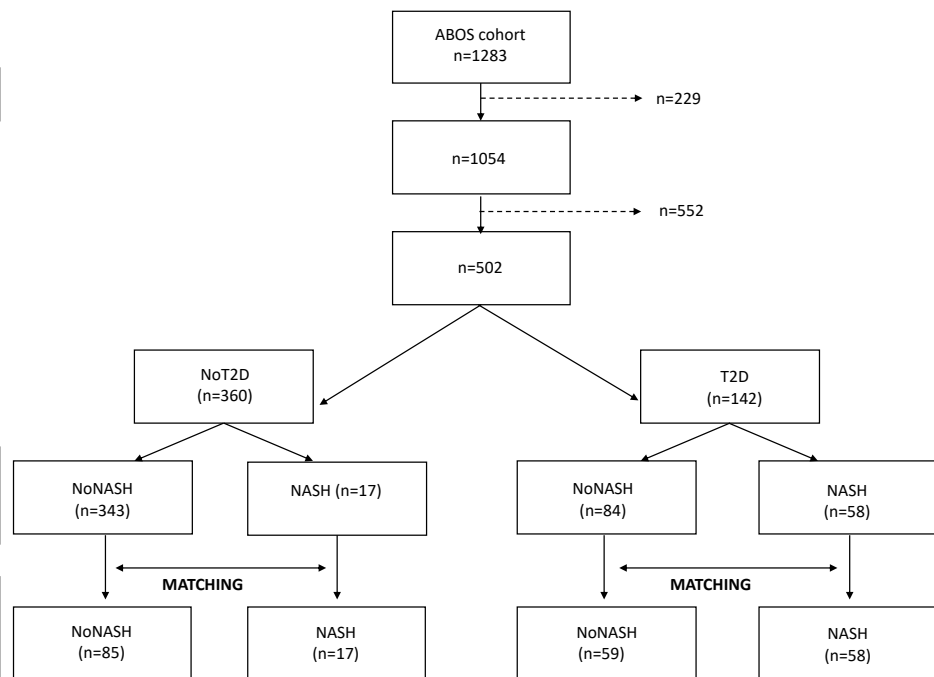 ABOS cohort
n=1283
n=229
n=1054
n=552
n=502
NoT2D
(n=360)
T2D
(n=142)
NoNASH
(n=343)
NASH (n=17)
NoNASH
(n=84)
NASH
(n=58)
MATCHING
MATCHING
NoNASH
(n=85)
NASH
(n=17)
NoNASH
(n=59)
NASH
(n=58)